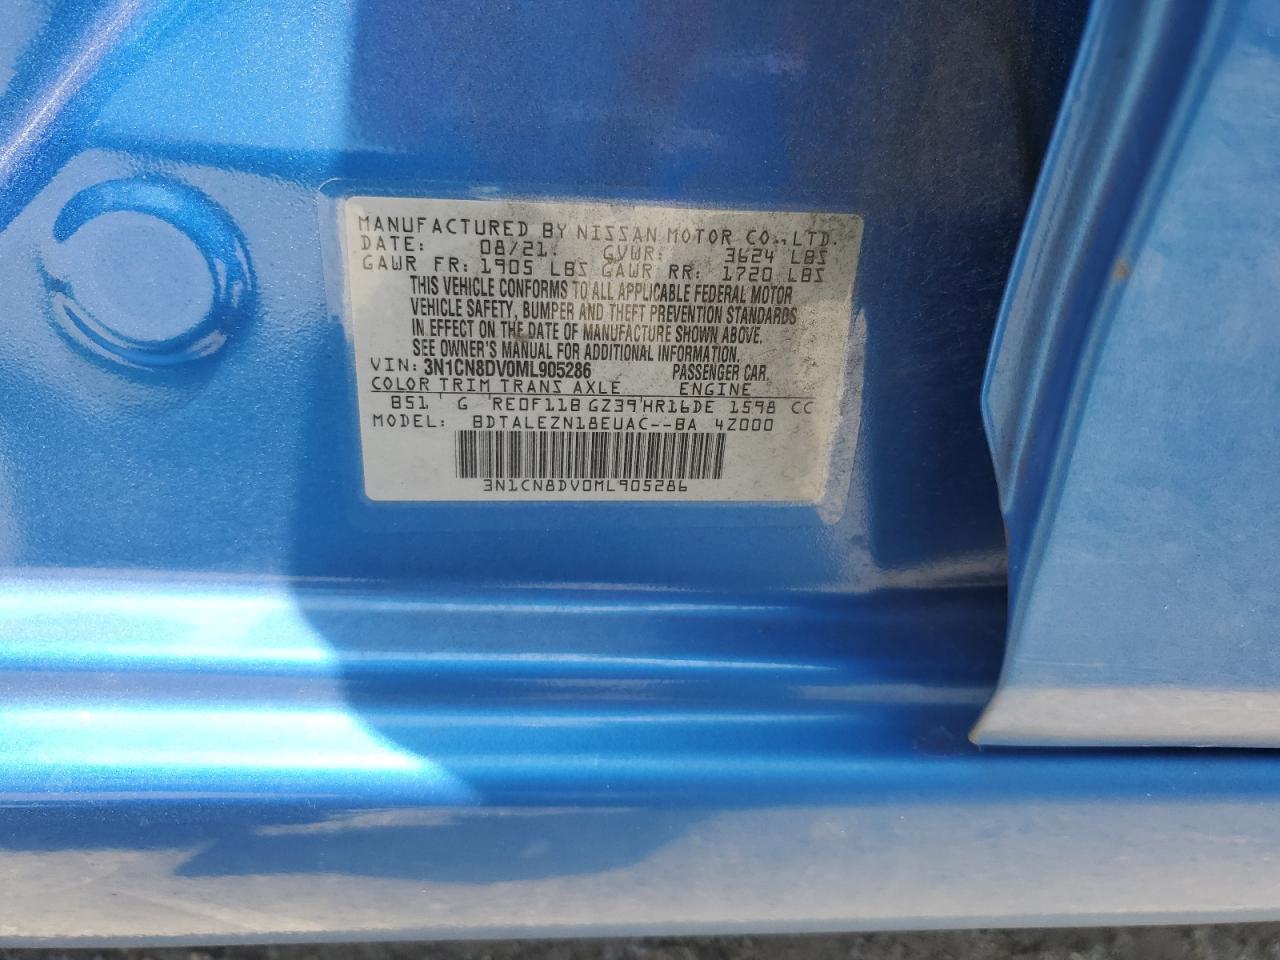 MANUFACTURED BY NISSAN MOTOR CO.,LTD.
DATE: 08/21. GVWR: 3624 LBS
GAWR FR: 1905 LBS GAWR RR: 1720 LBS
THIS VEHICLE CONFORMS TO ALL APPLICABLE FEDERAL MOTOR
VEHICLE SAFETY, BUMPER AND THEFT PREVENTION STANDARDS
IN EFFECT ON THE DATE OF MANUFACTURE SHOWN ABOVE.
SEE OWNER'S MANUAL FOR ADDITIONAL INFORMATION.
VIN: 3N1CN8DV0ML905286 PASSENGER CAR.
COLOR TRIM TRANS AXLE ENGINE
B51 G RE0F11B GZ39 HR16DE 1598 CC
MODEL: BDTALEZN18EUAC--BA 4Z000
3N1CN8DV0ML905286